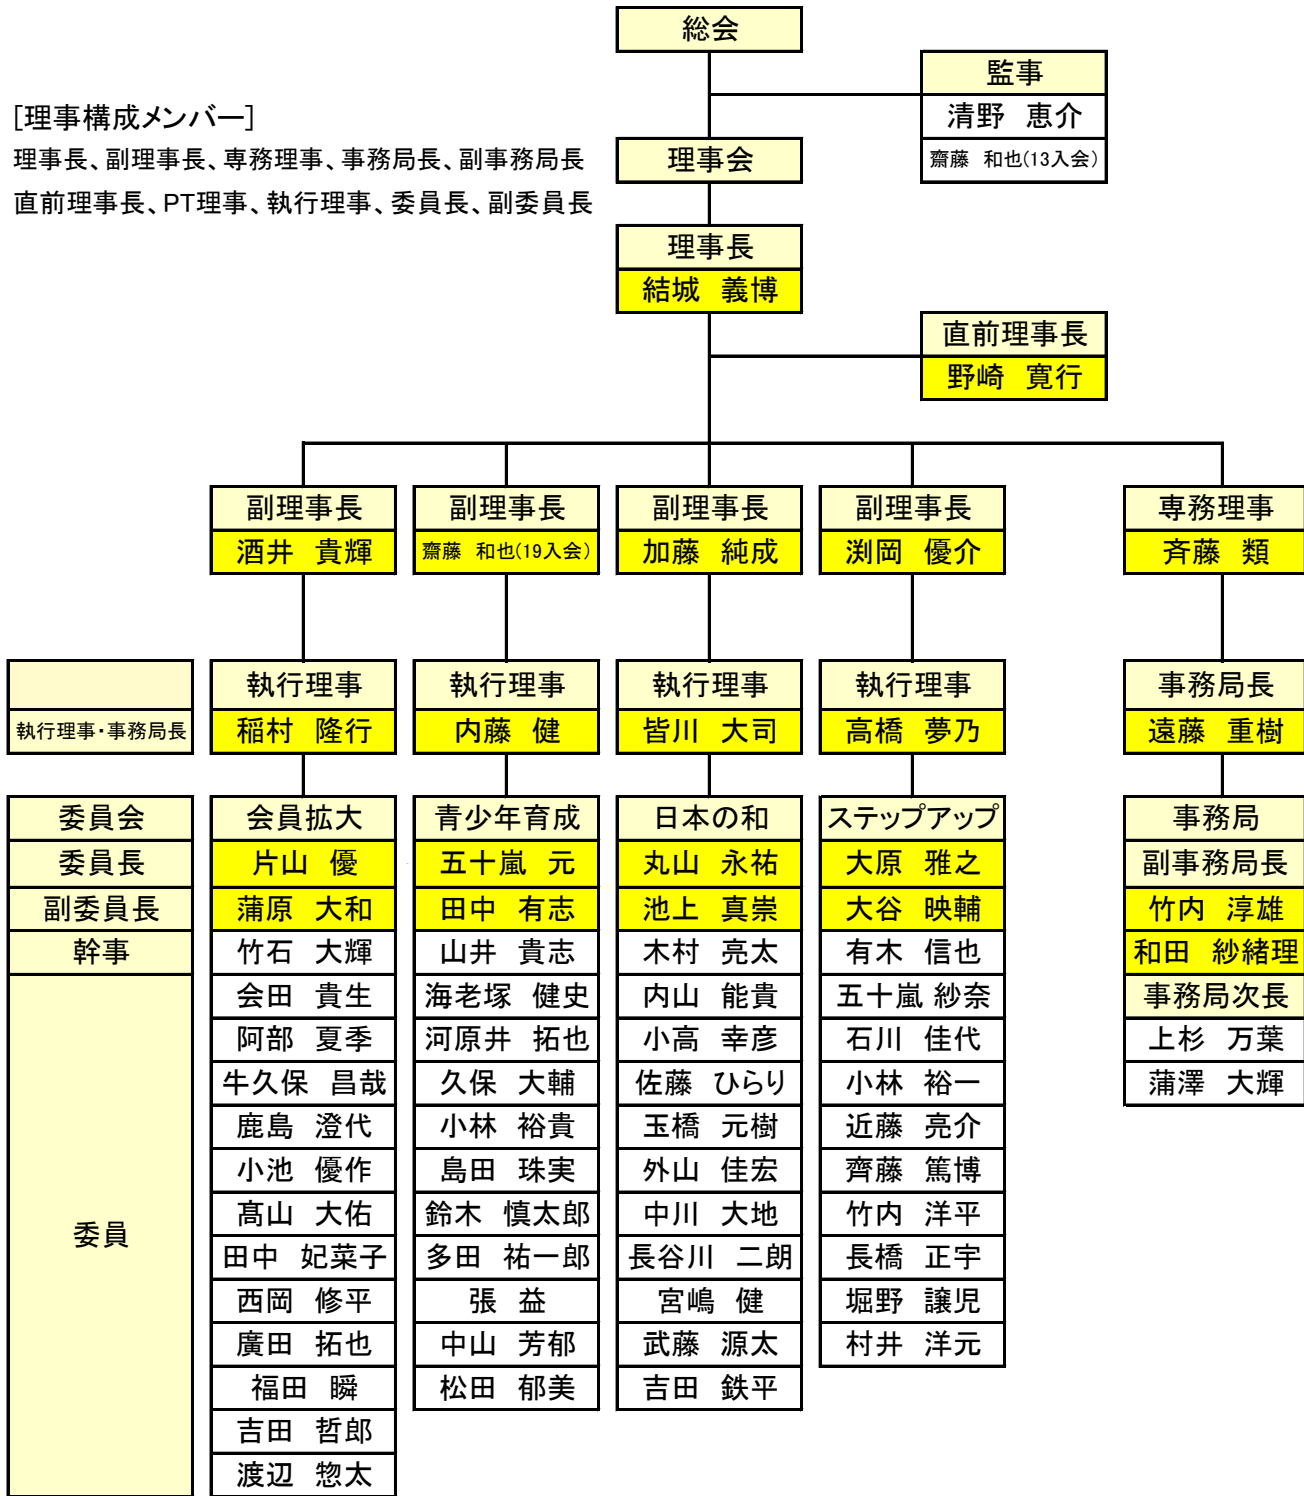 総会
監事
清野 恵介
齋藤 和也(13入会)
[理事構成メンバー]
理事長、副理事長、専務理事、事務局長、副事務局長
直前理事長、PT理事、執行理事、委員長、副委員長
理事会
理事長
結城 義博
直前理事長
野崎 寛行
副理事長 副理事長 副理事長 副理事長 専務理事
酒井 貴輝 齋藤 和也(19入会) 加藤 純成 渕岡 優介 斉藤 類
執行理事 執行理事 執行理事 執行理事 事務局長
執行理事・事務局長 稲村 隆行 内藤 健 皆川 大司 高橋 夢乃 遠藤 重樹
委員会 会員拡大 青少年育成 日本の和 ステップアップ 事務局
委員長 片山 優 五十嵐 元 丸山 永祐 大原 雅之 副事務局長
副委員長 蒲原 大和 田中 有志 池上 真崇 大谷 映輔 竹内 淳雄
幹事 竹石 大輝 山井 貴志 木村 亮太 有木 信也 和田 紗緒理
会田 貴生 海老塚 健史 内山 能貴 五十嵐 紗奈 事務局次長
阿部 夏季 河原井 拓也 小高 幸彦 石川 佳代 上杉 万葉
牛久保 昌哉 久保 大輔 佐藤 ひらり 小林 裕一 蒲澤 大輝
鹿島 澄代 小林 裕貴 玉橋 元樹 近藤 亮介
小池 優作 島田 珠実 外山 佳宏 齊藤 篤博
委員 髙山 大佑 鈴木 慎太郎 中川 大地 竹内 洋平
田中 妃菜子 多田 祐一郎 長谷川 二朗 長橋 正宇
西岡 修平 張 益 宮嶋 健 堀野 譲児
廣田 拓也 中山 芳郁 武藤 源太 村井 洋元
福田 瞬 松田 郁美 吉田 鉄平
吉田 哲郎
渡辺 惣太